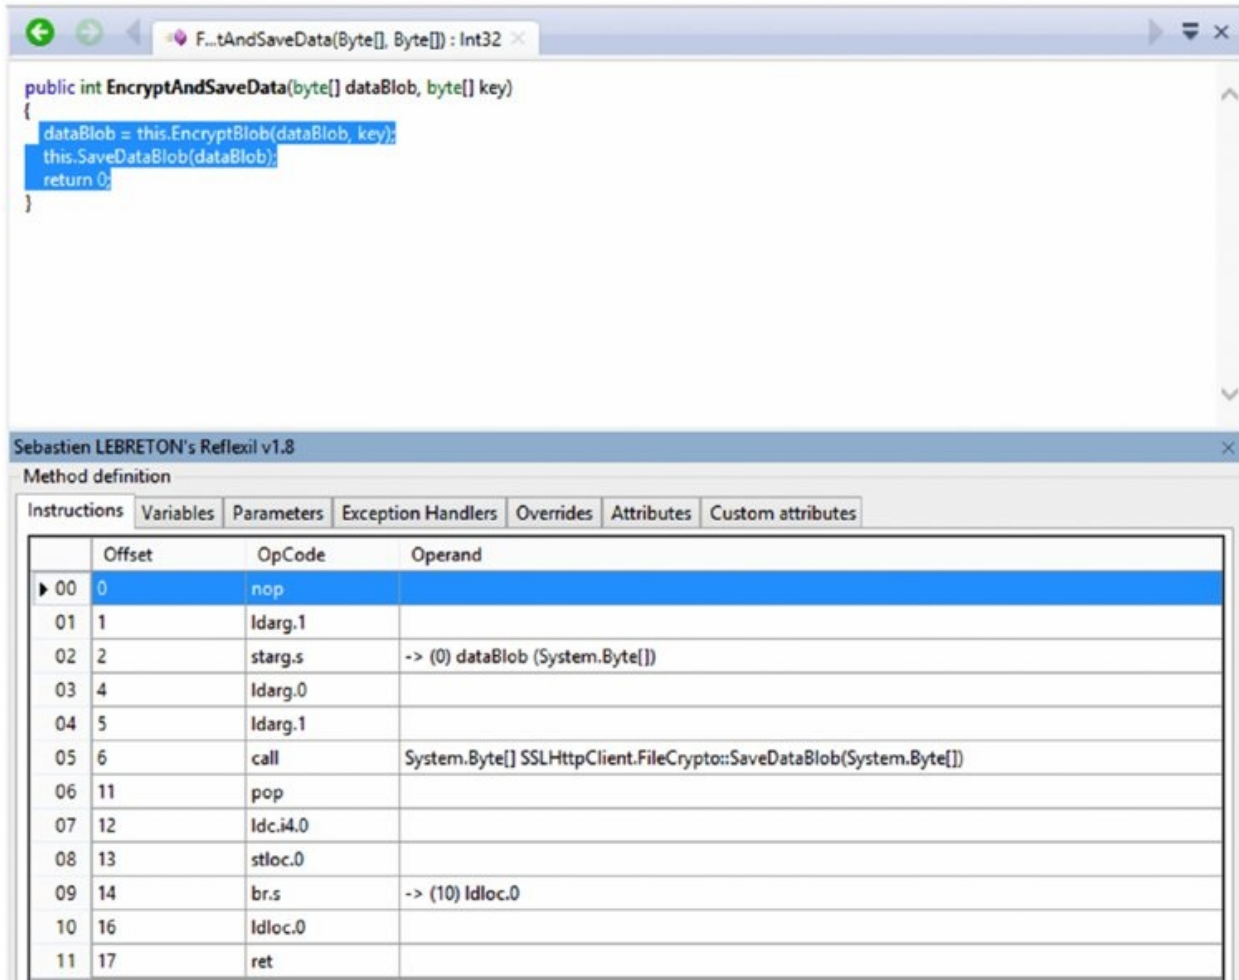 F...tAndSaveData(Byte[], Byte[]) : Int32
public int EncryptAndSaveData(byte[] dataBlob, byte[] key)
{
dataBlob = this.EncryptBlob(dataBlob, key);
this.SaveDataBlob(dataBlob);
return 0;
}
Sebastien LEBRETON's Reflexil v1.8
Method definition
Instructions Variables Parameters Exception Handlers Overrides Attributes Custom attributes
Offset OpCode Operand
00 0 nop
01 1 ldarg.1
02 2 starg.s -> (0) dataBlob (System.Byte[])
03 4 ldarg.0
04 5 ldarg.1
05 6 call System.Byte[] SSLHttpClient.FileCrypto::SaveDataBlob(System.Byte[])
06 11 pop
07 12 ldc.i4.0
08 13 stloc.0
09 14 br.s -> (10) ldloc.0
10 16 ldloc.0
11 17 ret